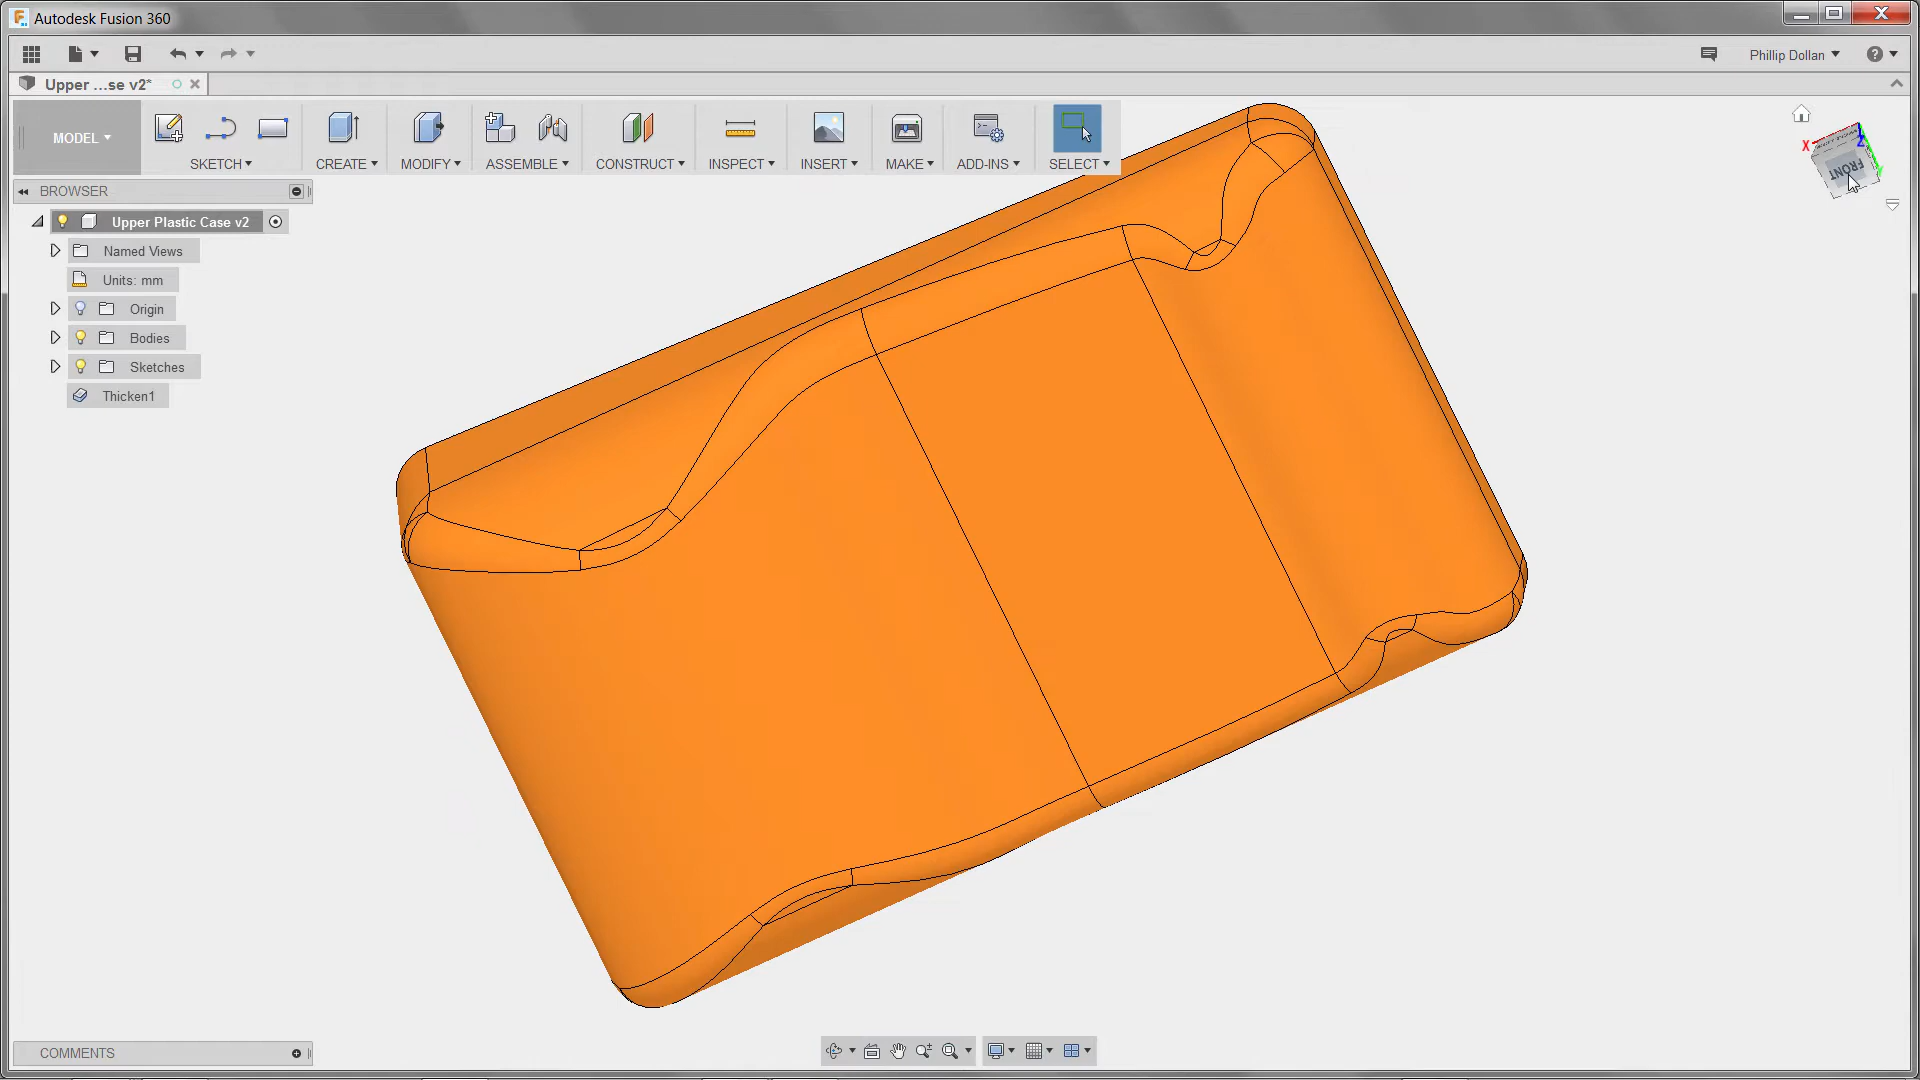 Autodesk Fusion 360
Phillip Dollan
Upper ...se v2*
MODEL
SKETCH
CREATE
MODIFY
ASSEMBLE
CONSTRUCT
INSPECT
INSERT
MAKE
ADD-INS
SELECT
X
Z
Y
FRONT
BROWSER
Upper Plastic Case v2
Named Views
Units: mm
Origin
Bodies
Sketches
Thicken1
COMMENTS